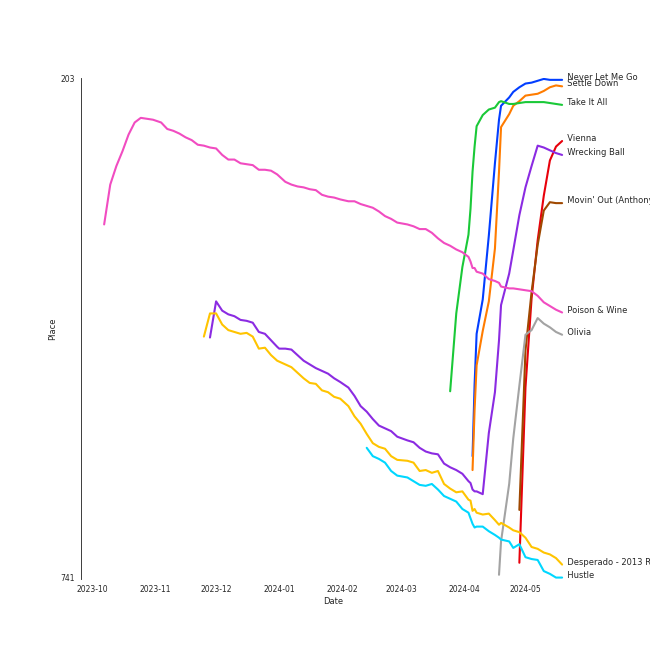 203
Never Let Me Go
Settle Down
Take It All
Vienna
Wrecking Ball
Movin' Out (Anthony
Poison & Wine
Place
Olivia
Desperado - 2013 R
741
Hustle
2023-10 2023-11 2023-12 2024-01 2024-02 2024-03 2024-04 2024-05
Date